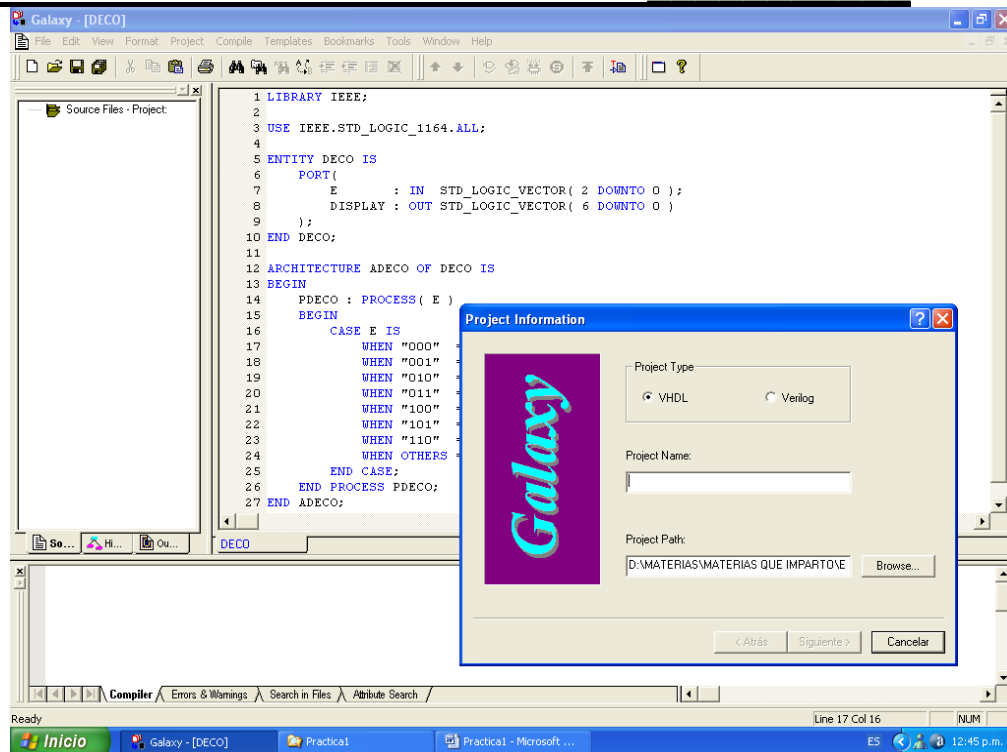 Galaxy - [DECO]
File Edit View Format Project Compile Templates Bookmarks Tools Window Help
Source Files - Project:
1 LIBRARY IEEE;
2
3 USE IEEE.STD_LOGIC_1164.ALL;
4
5 ENTITY DECO IS
6 PORT(
7 E : IN STD_LOGIC_VECTOR( 2 DOWNTO 0 );
8 DISPLAY : OUT STD_LOGIC_VECTOR( 6 DOWNTO 0 )
9 );
10 END DECO;
11
12 ARCHITECTURE ADECO OF DECO IS
13 BEGIN
14 PDECO : PROCESS( E )
15 BEGIN
16 CASE E IS
17 WHEN "000" =
18 WHEN "001" =
19 WHEN "010" =
20 WHEN "011" =
21 WHEN "100" =
22 WHEN "101" =
23 WHEN "110" =
24 WHEN OTHERS =
25 END CASE;
26 END PROCESS PDECO;
27 END ADECO;
So... Hi... Ou...
DECO
Project Information
Galaxy
Project Type
VHDL Verilog
Project Name:
Project Path:
D:\MATERIAS\MATERIAS QUE IMPARTO\E Browse...
< Atrás Siguiente > Cancelar
Compiler Errors & Warnings Search in Files Attribute Search
Ready Line 17 Col 16 NUM
Inicio Galaxy - [DECO] Practica1 Practica1 - Microsoft ... ES 12:45 p.m.